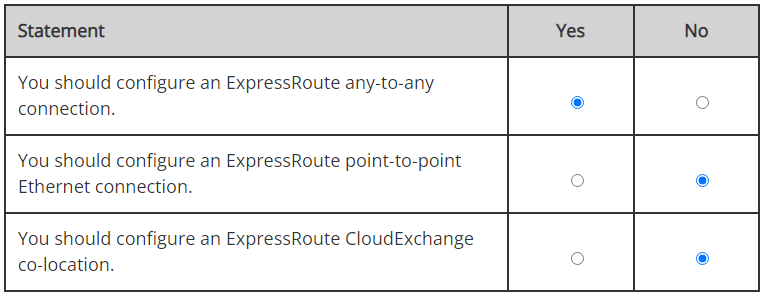 Statement Yes No
You should configure an ExpressRoute any-to-any
connection.
You should configure an ExpressRoute point-to-point
Ethernet connection.
You should configure an ExpressRoute CloudExchange
co-location.